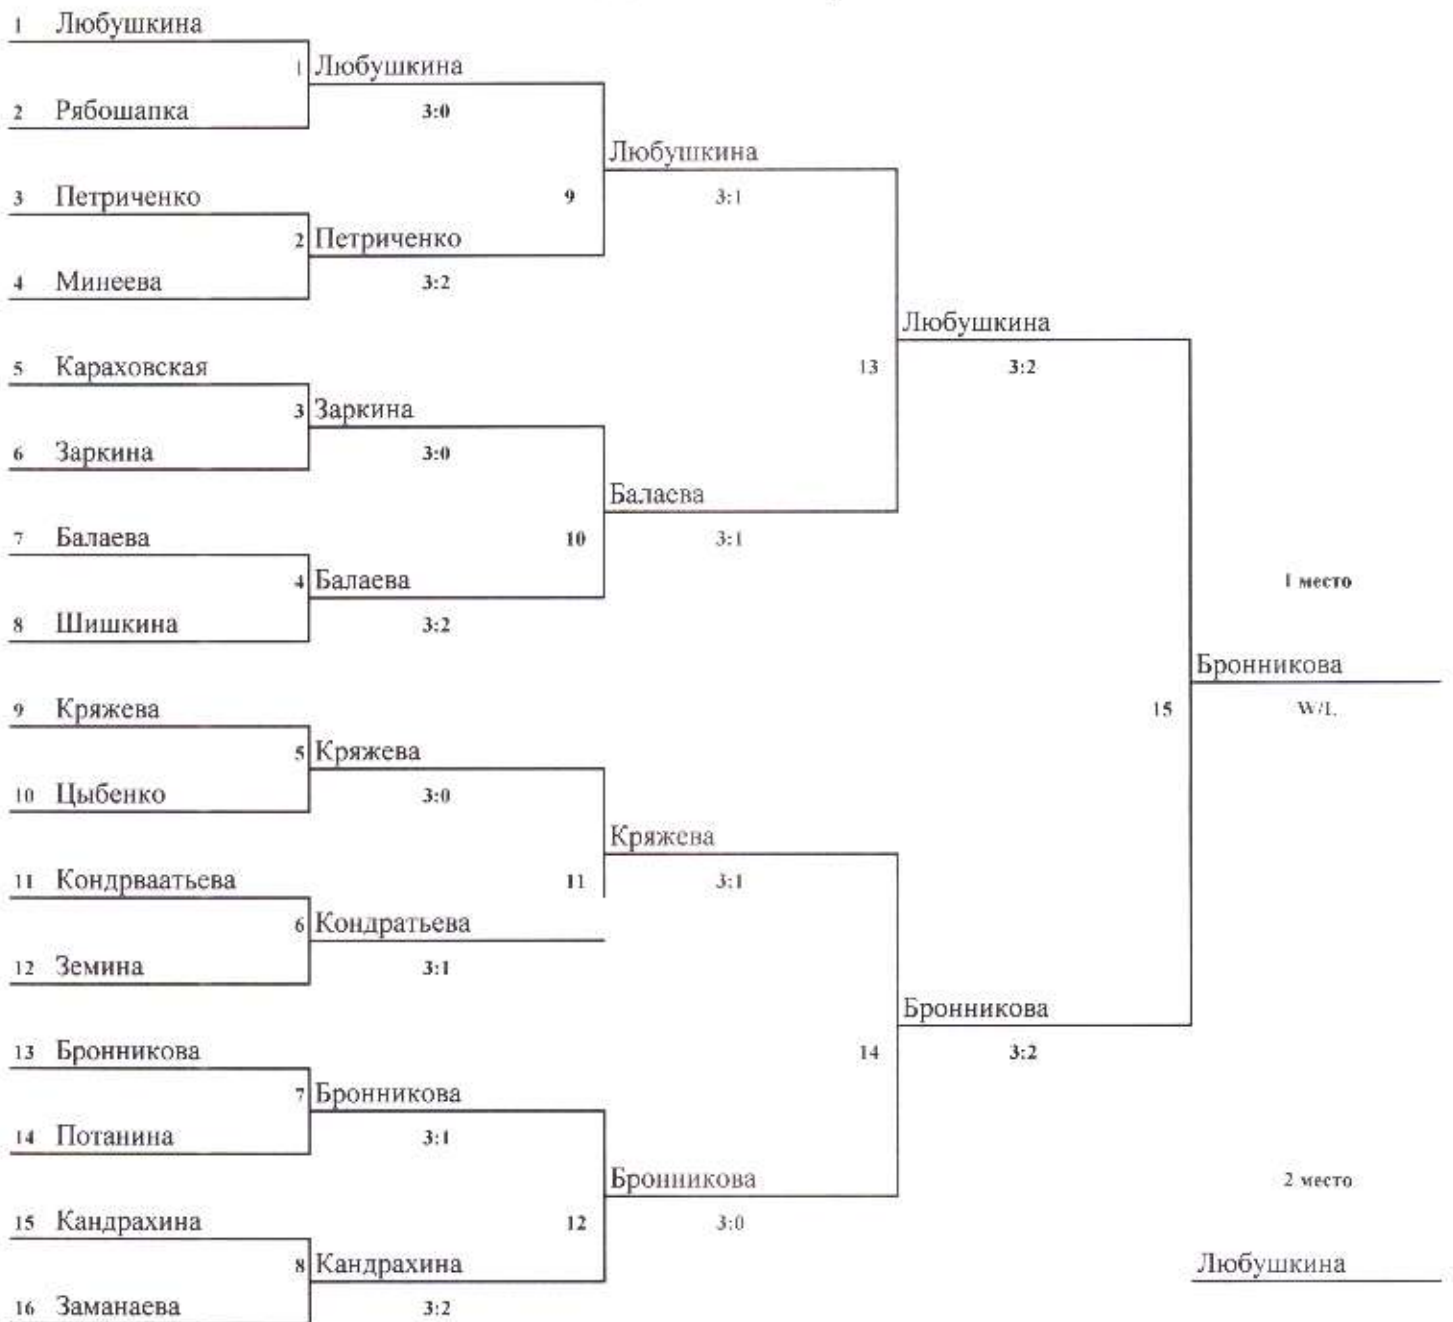 1 Любушкина
1 Любушкина
2 Рябошапка
3:0
Любушкина
3 Петриченко
9
3:1
2 Петриченко
4 Минеева
3:2
Любушкина
5 Караховская
13
3:2
3 Заркина
6 Заркина
3:0
Балаева
7 Балаева
10
3:1
4 Балаева
1 место
8 Шишкина
3:2
Бронникова
9 Кряжева
15
W/L
5 Кряжева
10 Цыбенко
3:0
Кряжева
11 Кондрваатьева
11
3:1
6 Кондратьева
12 Земина
3:1
Бронникова
13 Бронникова
14
3:2
7 Бронникова
14 Потанина
3:1
Бронникова
2 место
15 Кандрахина
12
3:0
8 Кандрахина
Любушкина
16 Заманаева
3:2